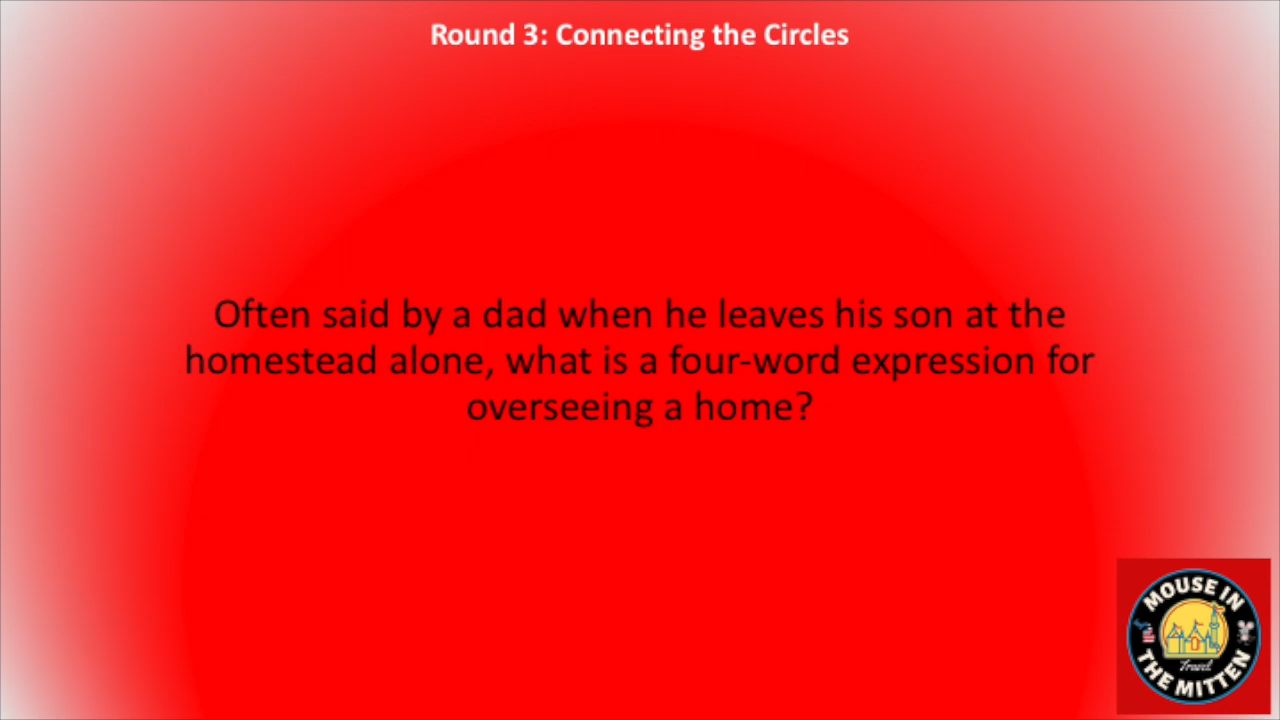 Round 3: Connecting the Circles
Often said by a dad when he leaves his son at the
homestead alone, what is a four-word expression for
overseeing a home?
MOUSE IN
Travel
THE MITTEN